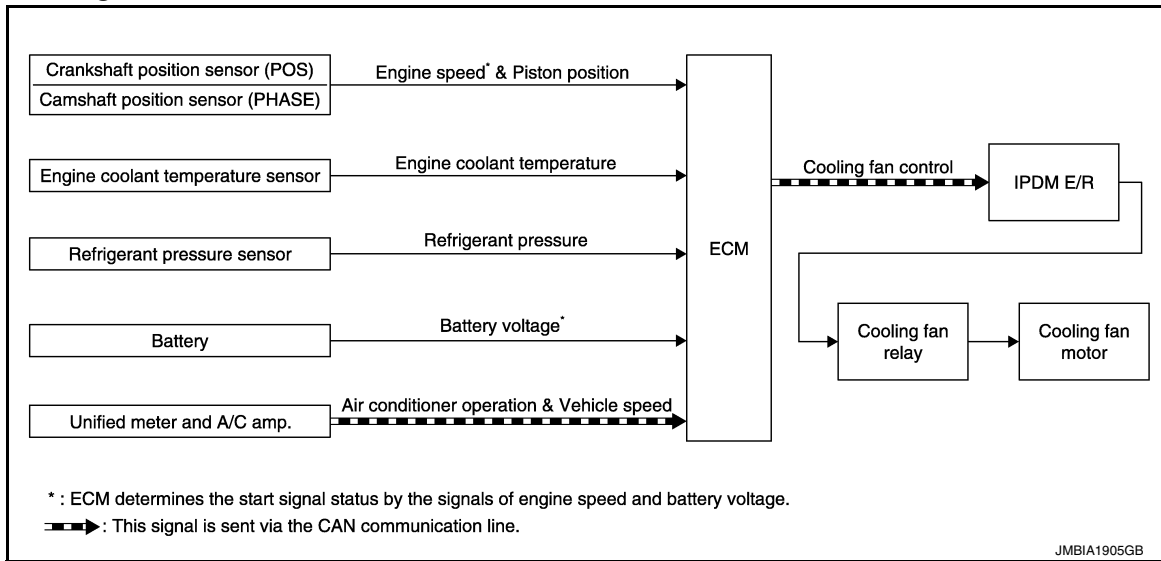 Crankshaft position sensor (POS)
Camshaft position sensor (PHASE)
Engine speed* & Piston position
Engine coolant temperature sensor
Engine coolant temperature
Refrigerant pressure sensor
Refrigerant pressure
Battery
Battery voltage*
Unified meter and A/C amp.
Air conditioner operation & Vehicle speed
ECM
Cooling fan control
IPDM E/R
Cooling fan
relay
Cooling fan
motor
* : ECM determines the start signal status by the signals of engine speed and battery voltage.
: This signal is sent via the CAN communication line.
JMBIA1905GB